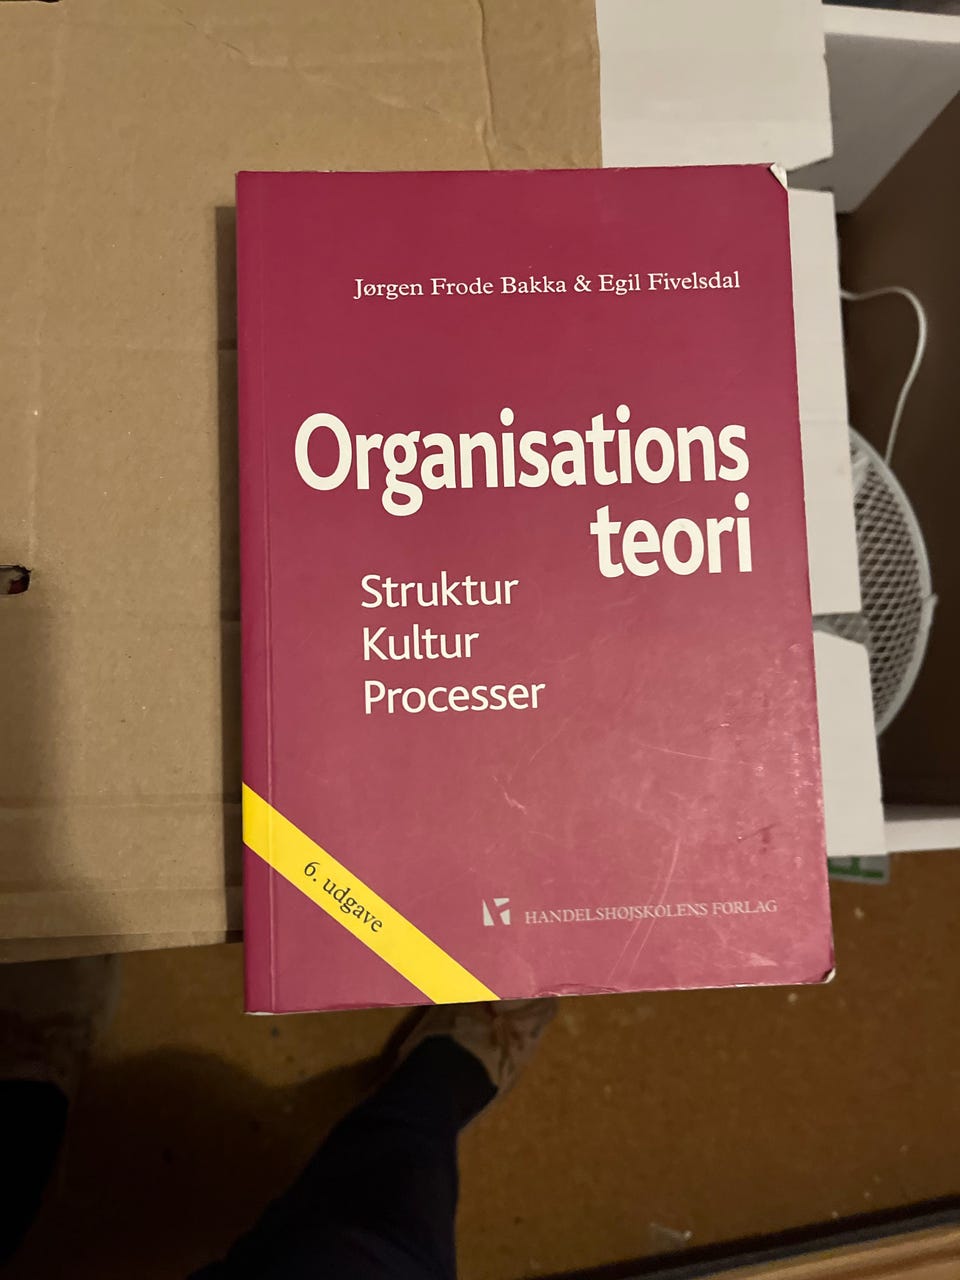 Jørgen Frode Bakka & Egil Fivelsdal
Organisations
teori
Struktur
Kultur
Processer
6. udgave
HANDELSHØJSKOLENS FORLAG